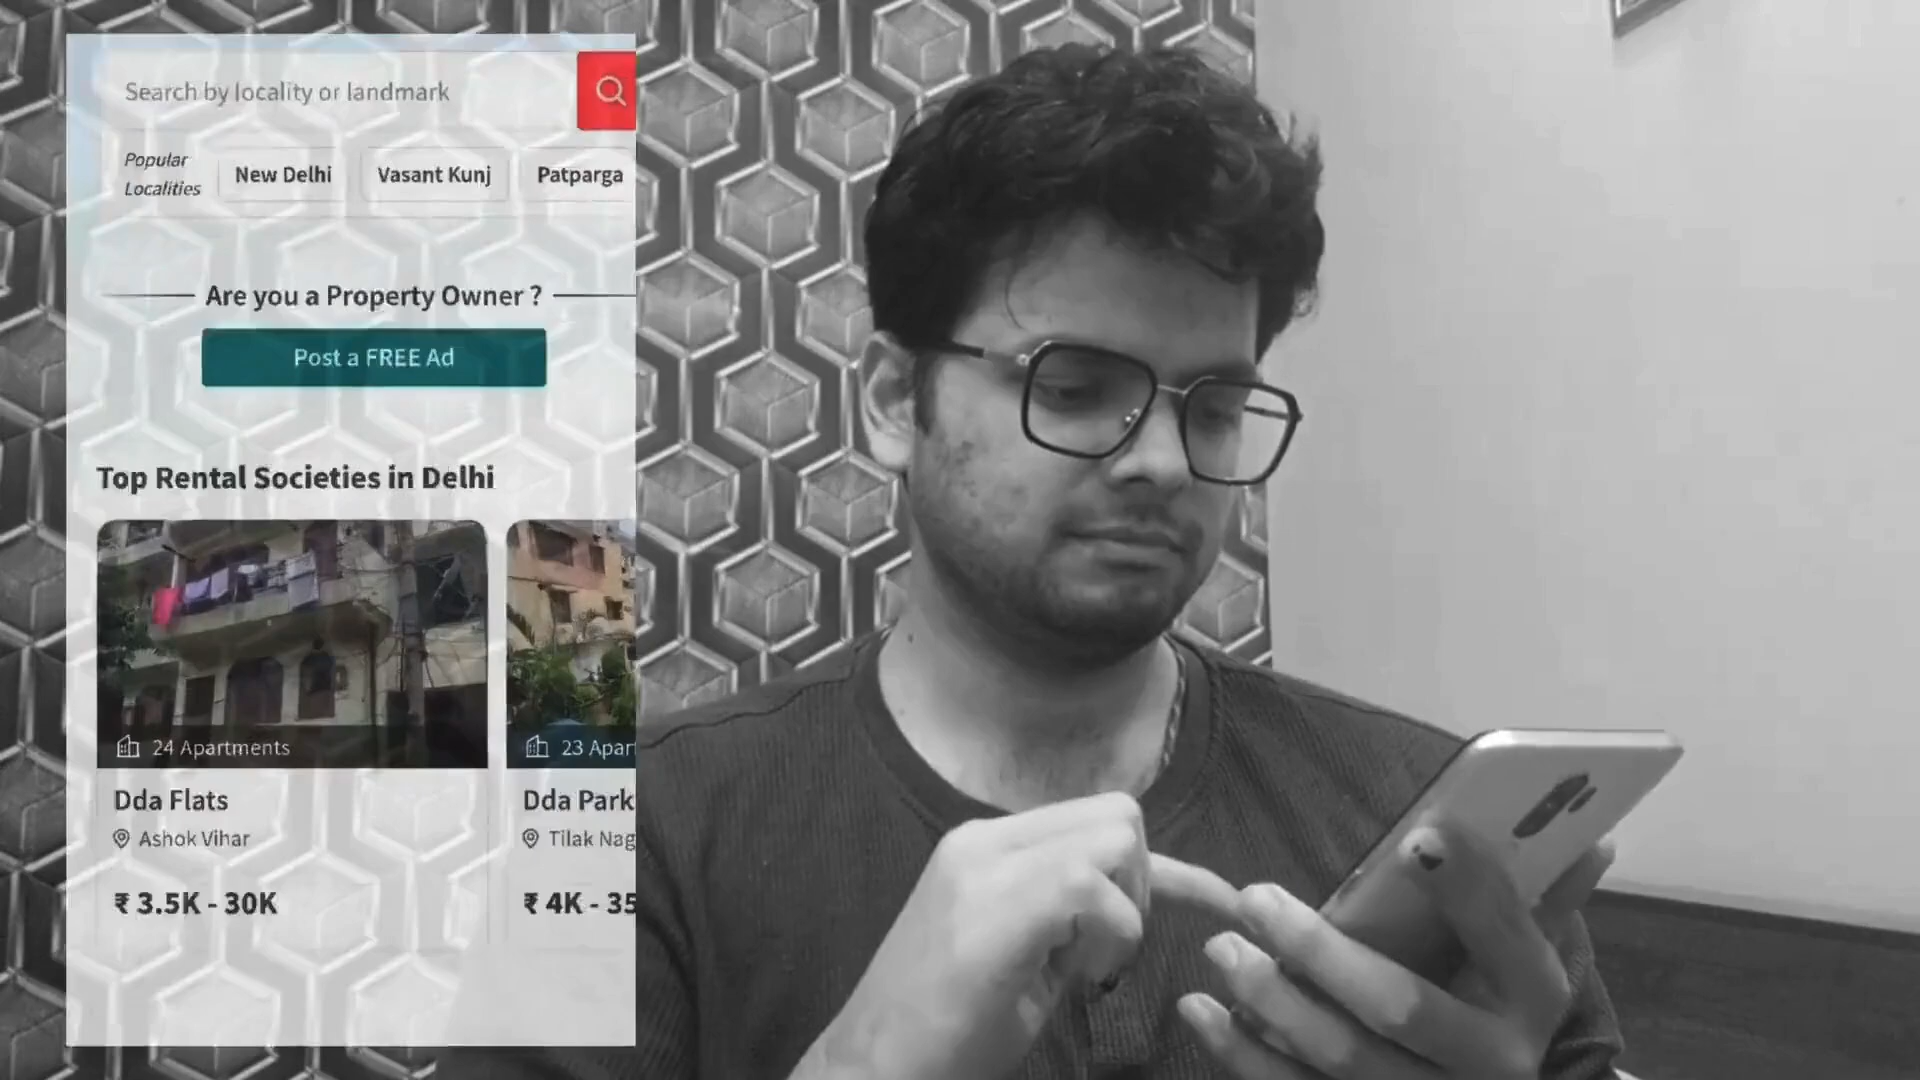 Search by locality or landmark
Popular
Localities
New Delhi
Vasant Kunj
Patparga
Are you a Property Owner ?
Post a FREE Ad
Top Rental Societies in Delhi
24 Apartments
23 Apar
Dda Flats
Dda Park
Ashok Vihar
Tilak Nag
₹ 3.5K - 30K
₹ 4K - 35